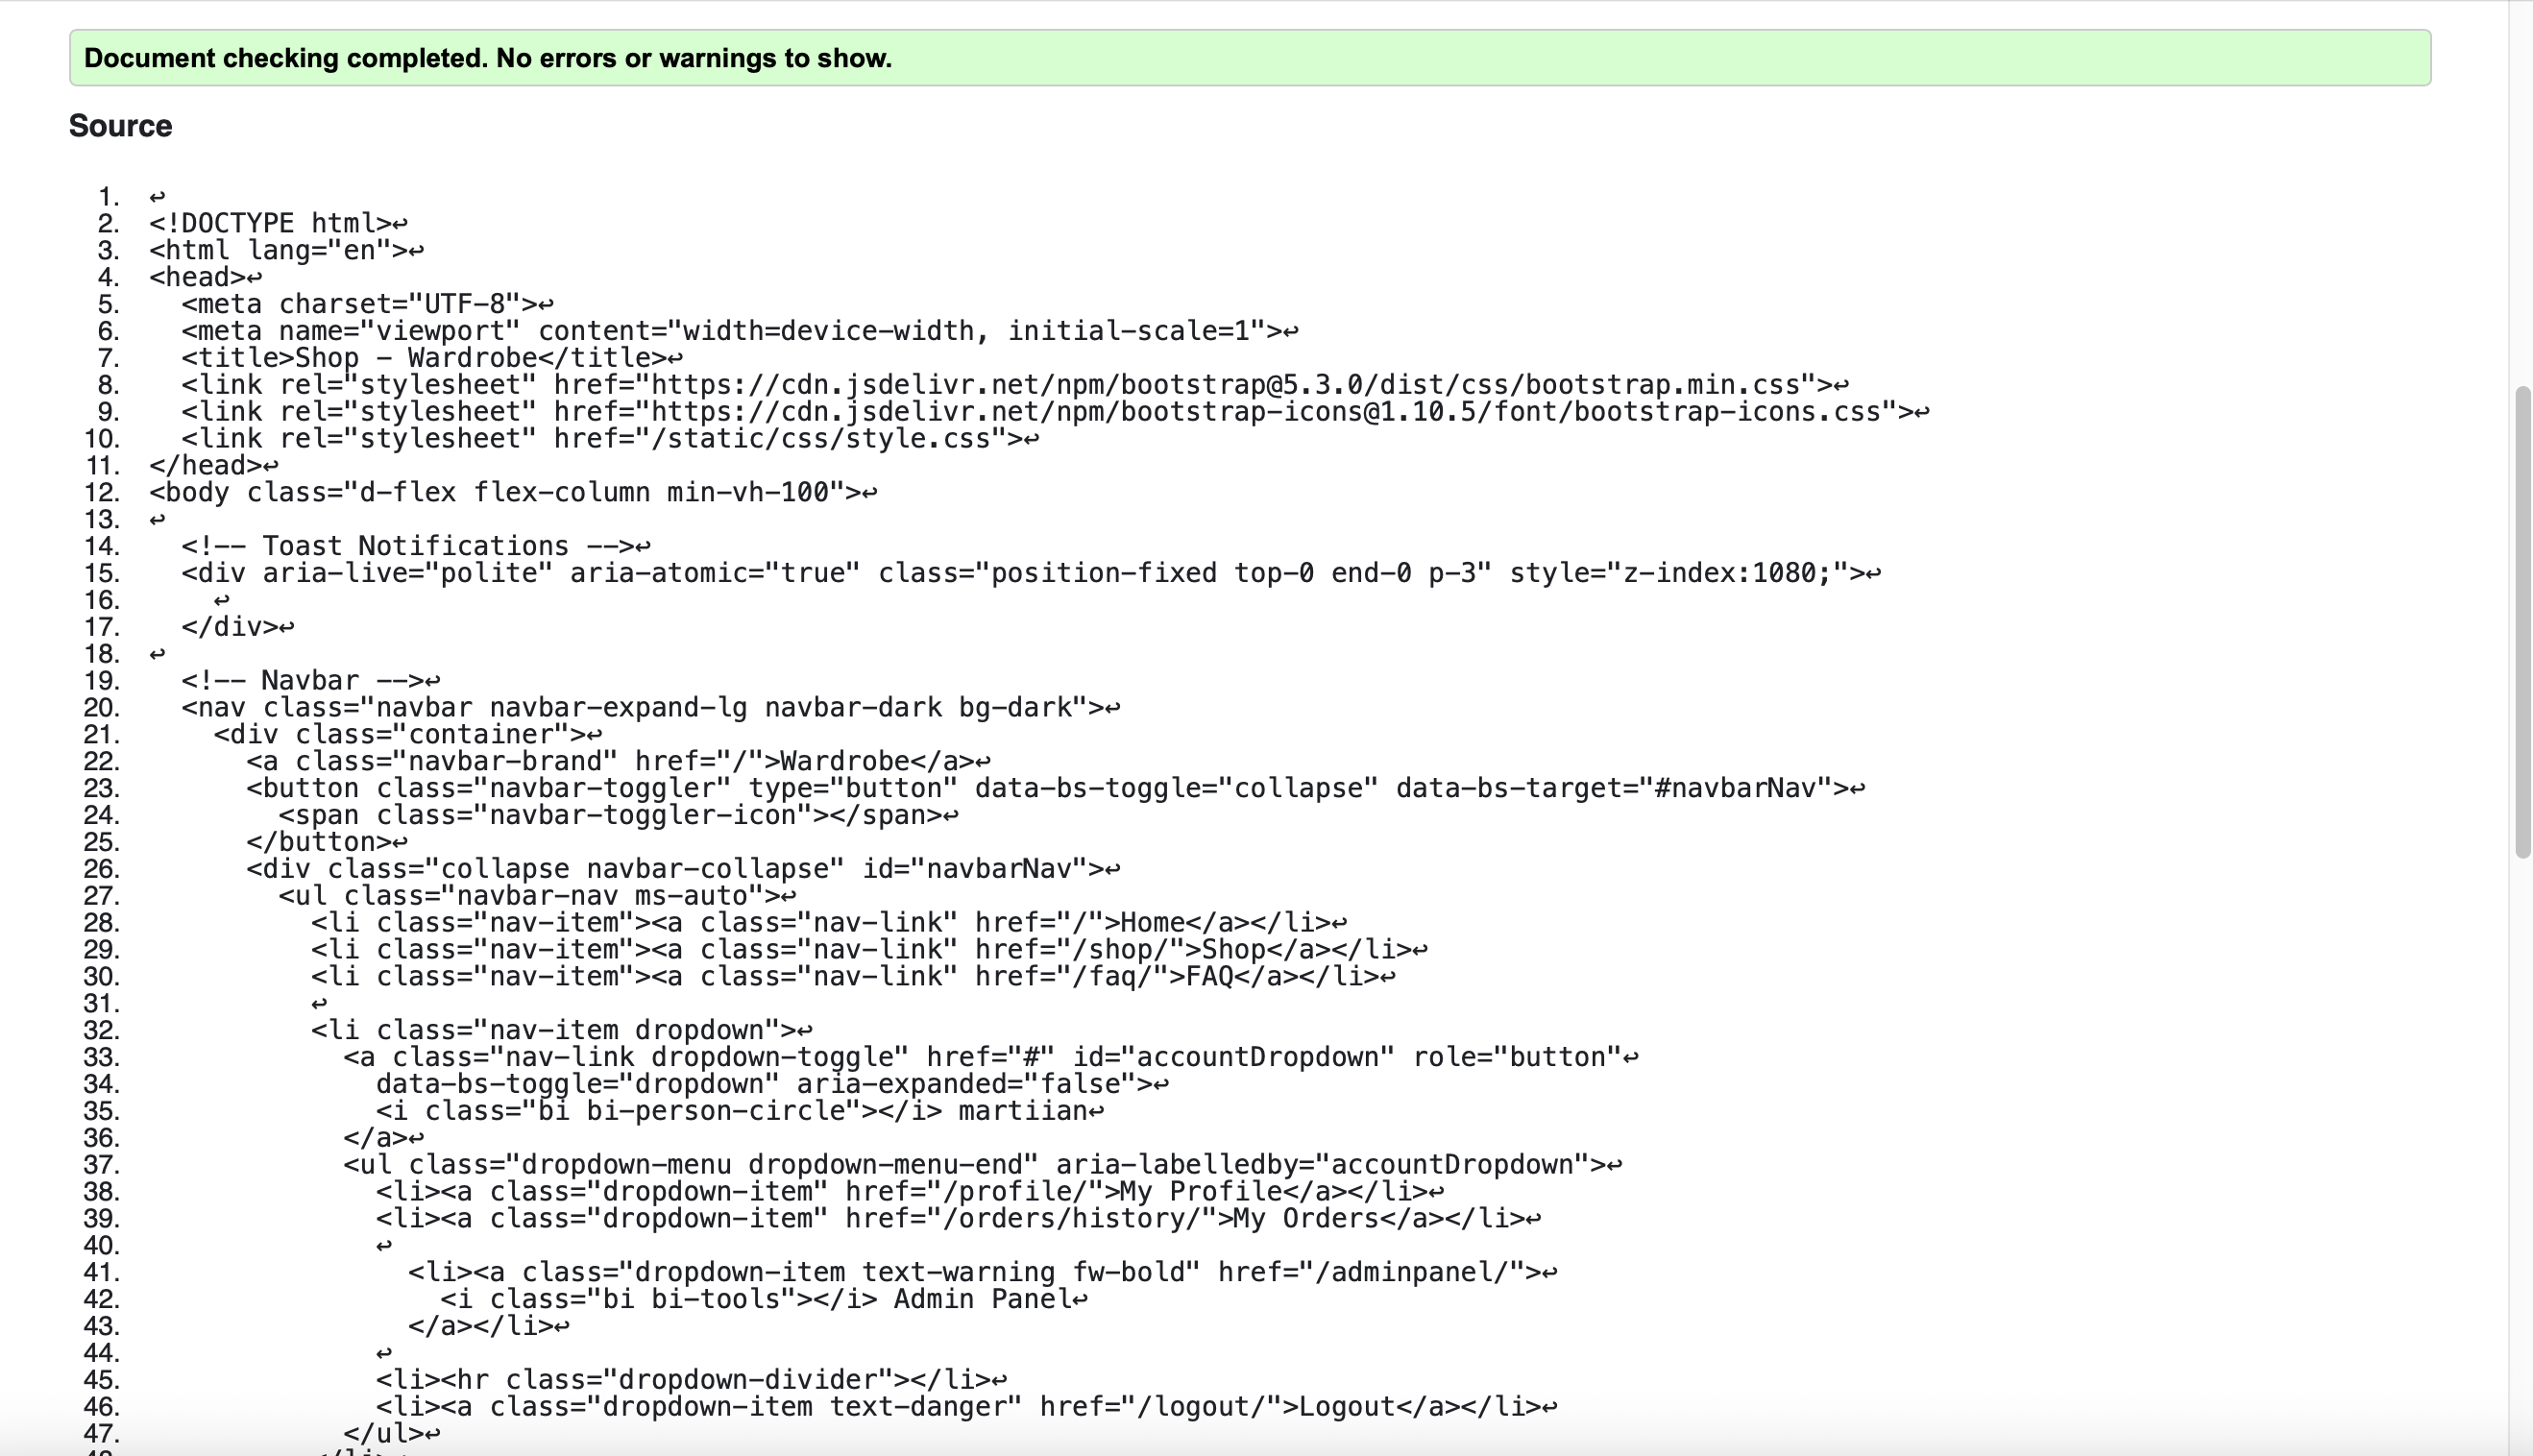 Document checking completed. No errors or warnings to show.
Source
1. ↩
2. <!DOCTYPE html>↩
3. <html lang="en">↩
4. <head>↩
5.   <meta charset="UTF-8">↩
6.   <meta name="viewport" content="width=device-width, initial-scale=1">↩
7.   <title>Shop – Wardrobe</title>↩
8.   <link rel="stylesheet" href="https://cdn.jsdelivr.net/npm/bootstrap@5.3.0/dist/css/bootstrap.min.css">↩
9.   <link rel="stylesheet" href="https://cdn.jsdelivr.net/npm/bootstrap-icons@1.10.5/font/bootstrap-icons.css">↩
10.   <link rel="stylesheet" href="/static/css/style.css">↩
11. </head>↩
12. <body class="d-flex flex-column min-vh-100">↩
13. ↩
14.   <!-- Toast Notifications -->↩
15.   <div aria-live="polite" aria-atomic="true" class="position-fixed top-0 end-0 p-3" style="z-index:1080;">↩
16.     ↩
17.   </div>↩
18. ↩
19.   <!-- Navbar -->↩
20.   <nav class="navbar navbar-expand-lg navbar-dark bg-dark">↩
21.     <div class="container">↩
22.       <a class="navbar-brand" href="/">Wardrobe</a>↩
23.       <button class="navbar-toggler" type="button" data-bs-toggle="collapse" data-bs-target="#navbarNav">↩
24.         <span class="navbar-toggler-icon"></span>↩
25.       </button>↩
26.       <div class="collapse navbar-collapse" id="navbarNav">↩
27.         <ul class="navbar-nav ms-auto">↩
28.           <li class="nav-item"><a class="nav-link" href="/">Home</a></li>↩
29.           <li class="nav-item"><a class="nav-link" href="/shop/">Shop</a></li>↩
30.           <li class="nav-item"><a class="nav-link" href="/faq/">FAQ</a></li>↩
31.           ↩
32.           <li class="nav-item dropdown">↩
33.             <a class="nav-link dropdown-toggle" href="#" id="accountDropdown" role="button"↩
34.               data-bs-toggle="dropdown" aria-expanded="false">↩
35.               <i class="bi bi-person-circle"></i> martiian↩
36.             </a>↩
37.             <ul class="dropdown-menu dropdown-menu-end" aria-labelledby="accountDropdown">↩
38.               <li><a class="dropdown-item" href="/profile/">My Profile</a></li>↩
39.               <li><a class="dropdown-item" href="/orders/history/">My Orders</a></li>↩
40.               ↩
41.                 <li><a class="dropdown-item text-warning fw-bold" href="/adminpanel/">↩
42.                   <i class="bi bi-tools"></i> Admin Panel↩
43.                 </a></li>↩
44.               ↩
45.               <li><hr class="dropdown-divider"></li>↩
46.               <li><a class="dropdown-item text-danger" href="/logout/">Logout</a></li>↩
47.             </ul>↩